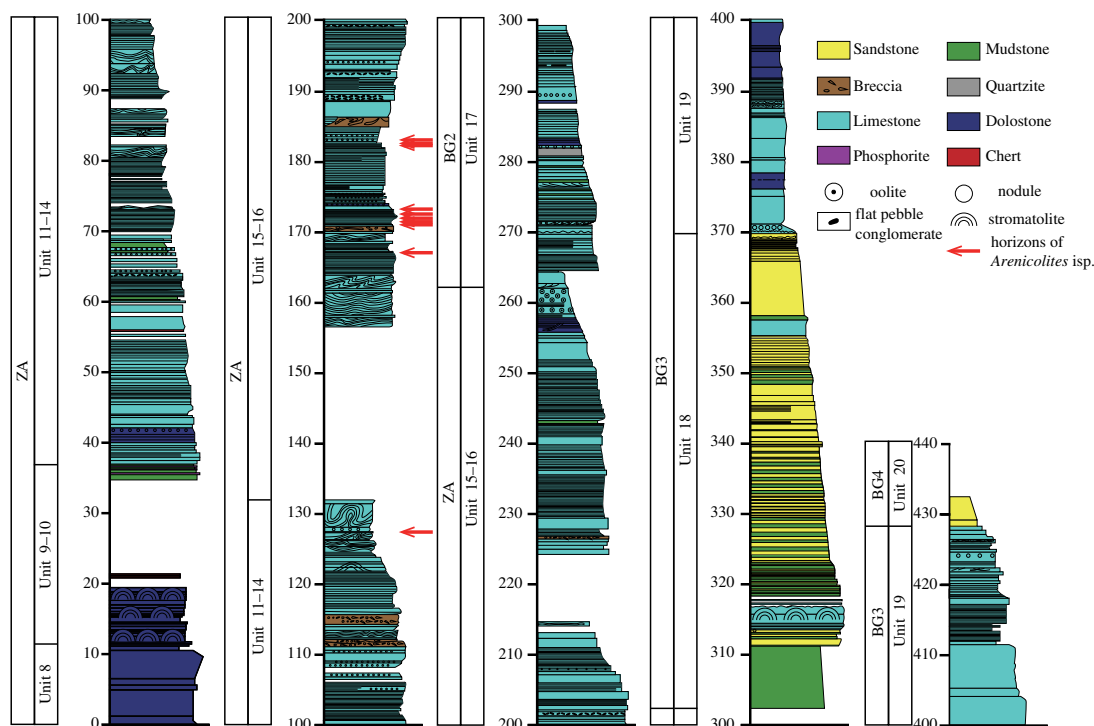 100
90
80
70
60
50
40
30
20
10
0
ZA
Unit 11–14
Unit 9–10
Unit 8
200
190
180
170
160
150
140
130
120
110
100
ZA
Unit 15–16
Unit 11–14
300
290
280
270
260
250
240
230
220
210
200
BG2
Unit 17
ZA
Unit 15–16
400
390
380
370
360
350
340
330
320
310
300
BG3
Unit 19
Unit 18
440
430
420
410
400
BG4
Unit 20
BG3
Unit 19
Sandstone
Mudstone
Breccia
Quartzite
Limestone
Dolostone
Phosphorite
Chert
oolite
nodule
flat pebble
conglomerate
stromatolite
horizons of
Arenicolites isp.